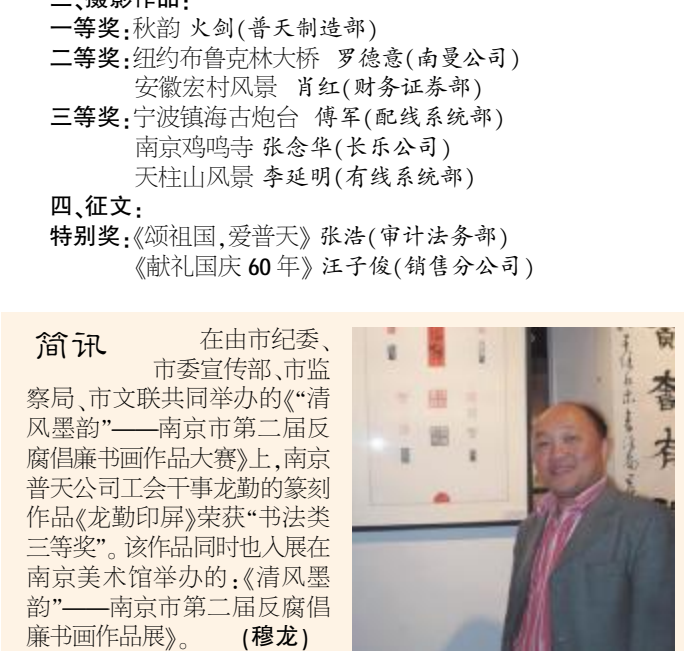 三、摄影作品:
一等奖:秋韵 火剑(普天制造部)
二等奖:纽约布鲁克林大桥 罗德意(南曼公司)
安徽宏村风景 肖红(财务证券部)
三等奖:宁波镇海古炮台 傅军(配线系统部)
南京鸡鸣寺 张念华(长乐公司)
天柱山风景 李延明(有线系统部)
四、征文:
特别奖:《颂祖国,爱普天》张浩(审计法务部)
《献礼国庆60年》汪子俊(销售分公司)
简讯
在由市纪委、
市委宣传部、市监
察局、市文联共同举办的《“清
风墨韵”——南京市第二届反
腐倡廉书画作品大赛》上,南京
普天公司工会干事龙勤的篆刻
作品《龙勤印屏》荣获“书法类
三等奖”。该作品同时也入展在
南京美术馆举办的:《清风墨
韵”——南京市第二届反腐倡
廉书画作品展》。 (穆龙)